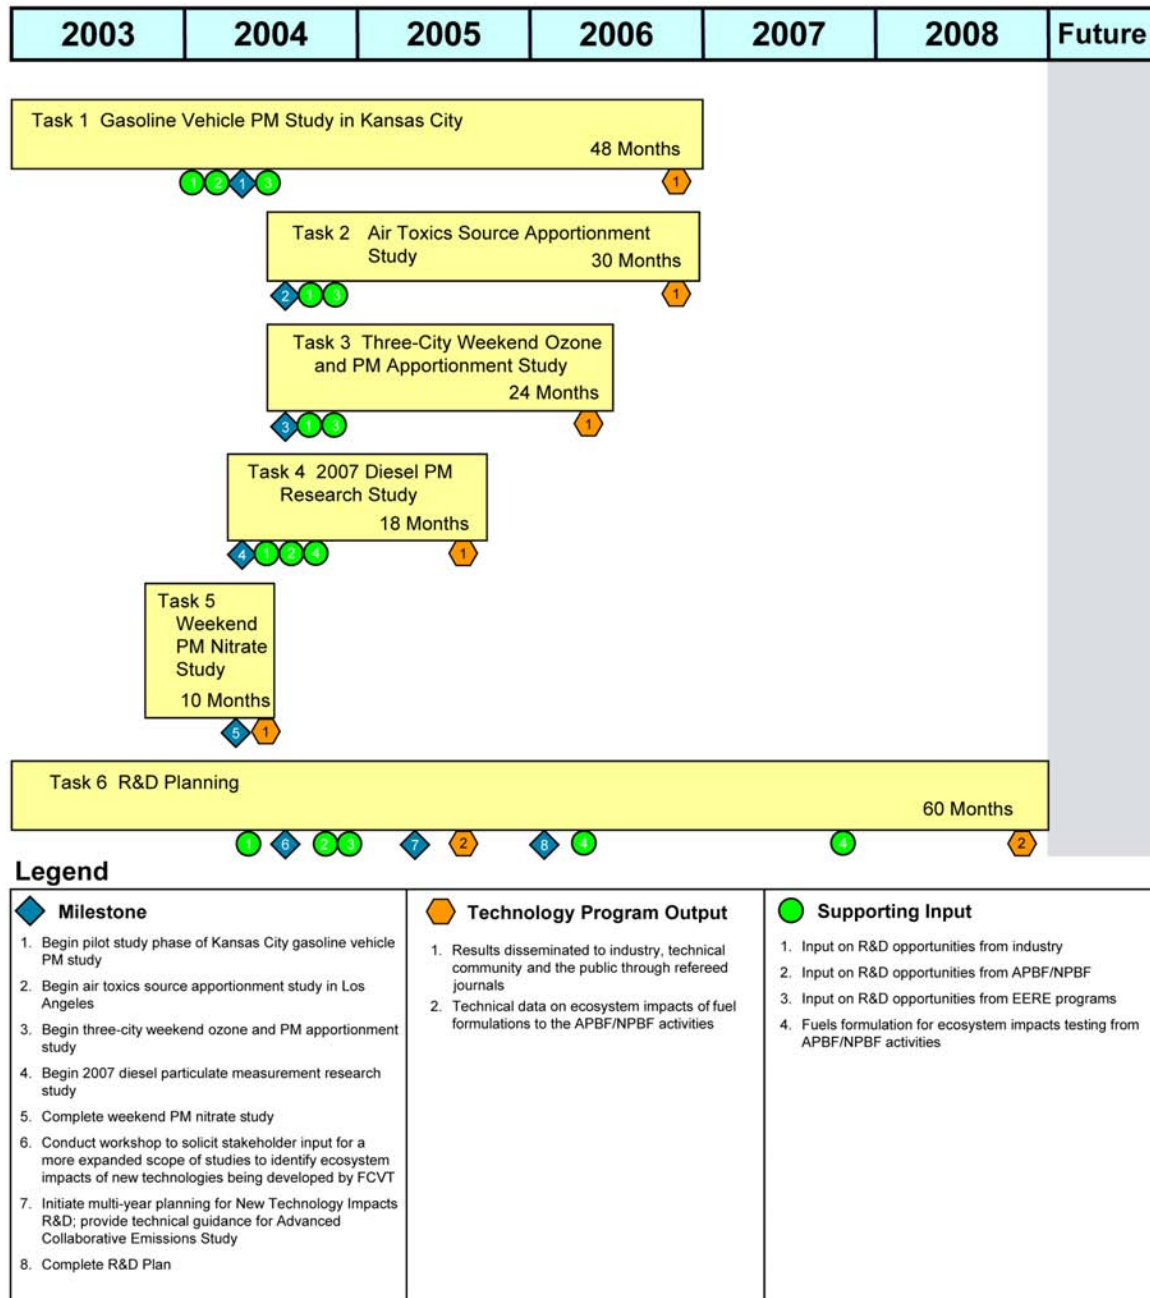 2003 2004 2005 2006 2007 2008 Future
Task 1 Gasoline Vehicle PM Study in Kansas City
48 Months
1 2 1 3 1
Task 2 Air Toxics Source Apportionment
Study
30 Months
2 1 3 1
Task 3 Three-City Weekend Ozone
and PM Apportionment Study
24 Months
3 1 3 1
Task 4 2007 Diesel PM
Research Study
18 Months
4 1 2 4 1
Task 5
Weekend
PM Nitrate
Study
10 Months
5 1
Task 6 R&D Planning
60 Months
1 6 2 3 7 2 8 4 4 2
Legend
Milestone
1. Begin pilot study phase of Kansas City gasoline vehicle
PM study
2. Begin air toxics source apportionment study in Los
Angeles
3. Begin three-city weekend ozone and PM apportionment
study
4. Begin 2007 diesel particulate measurement research
study
5. Complete weekend PM nitrate study
6. Conduct workshop to solicit stakeholder input for a
more expanded scope of studies to identify ecosystem
impacts of new technologies being developed by FCVT
7. Initiate multi-year planning for New Technology Impacts
R&D; provide technical guidance for Advanced
Collaborative Emissions Study
8. Complete R&D Plan
Technology Program Output
1. Results disseminated to industry, technical
community and the public through refereed
journals
2. Technical data on ecosystem impacts of fuel
formulations to the APBF/NPBF activities
Supporting Input
1. Input on R&D opportunities from industry
2. Input on R&D opportunities from APBF/NPBF
3. Input on R&D opportunities from EERE programs
4. Fuels formulation for ecosystem impacts testing from
APBF/NPBF activities